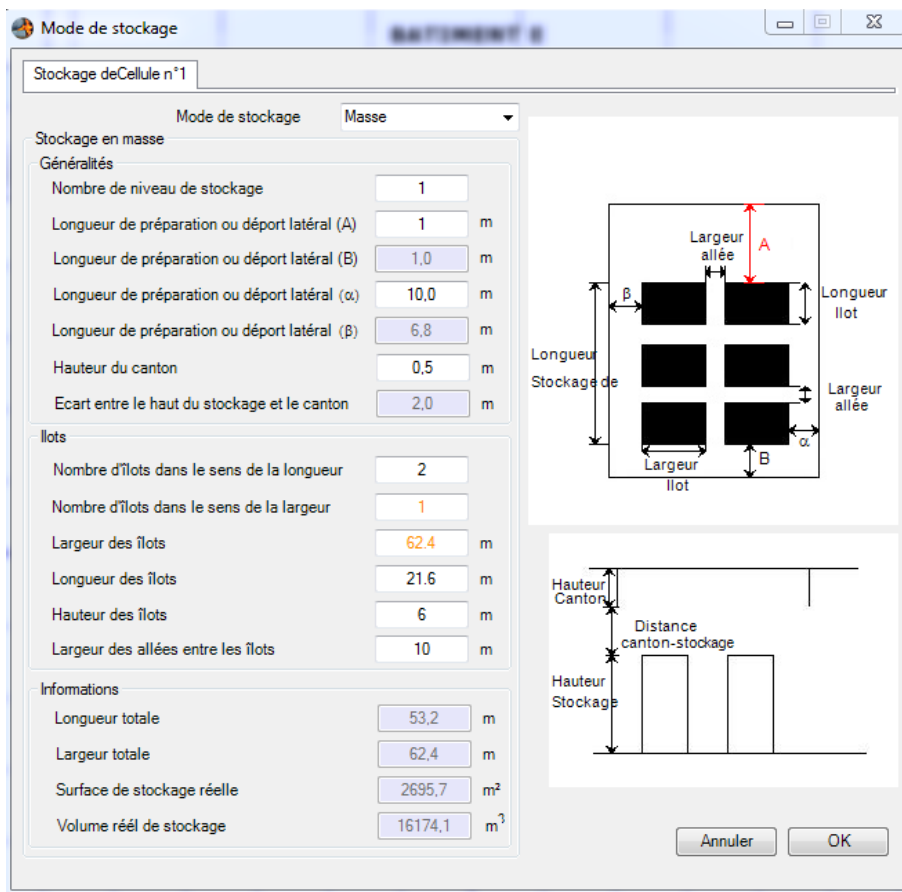 Mode de stockage
BATIMENT E
Stockage deCellule n°1
Mode de stockage Masse
Stockage en masse
Généralités
Nombre de niveau de stockage 1
Longueur de préparation ou déport latéral (A) 1 m
Longueur de préparation ou déport latéral (B) 1,0 m
Longueur de préparation ou déport latéral (α) 10,0 m
Longueur de préparation ou déport latéral (β) 6,8 m
Hauteur du canton 0,5 m
Ecart entre le haut du stockage et le canton 2,0 m
Ilots
Nombre d'îlots dans le sens de la longueur 2
Nombre d'îlots dans le sens de la largeur 1
Largeur des îlots 62.4 m
Longueur des îlots 21.6 m
Hauteur des îlots 6 m
Largeur des allées entre les îlots 10 m
Informations
Longueur totale 53,2 m
Largeur totale 62,4 m
Surface de stockage réelle 2695,7 m²
Volume réél de stockage 16174,1 m3
Largeur
allée
A
β
Longueur
Ilot
Longueur
Stockage de
Largeur
allée
α
B
Largeur
Ilot
Hauteur
Canton
Distance
canton-stockage
Hauteur
Stockage
Annuler OK